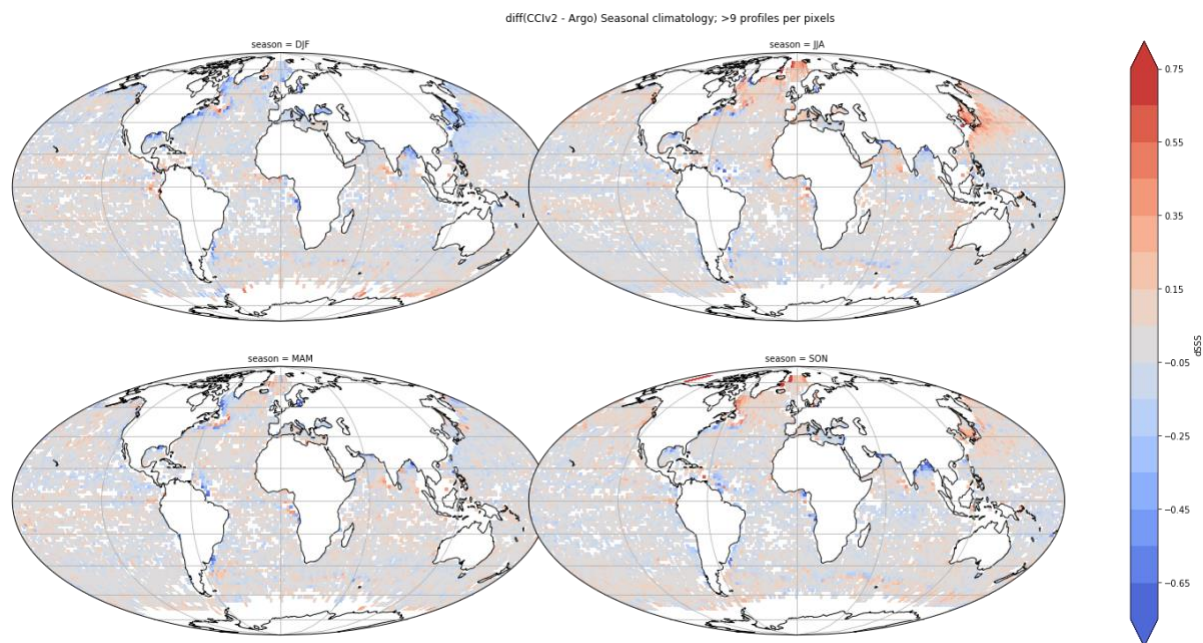 diff(CCIv2 - Argo) Seasonal climatology; >9 profiles per pixels
season = DJF
season = JJA
season = MAM
season = SON
0.75
0.55
0.35
0.15
−0.05
−0.25
−0.45
−0.65
dSSS